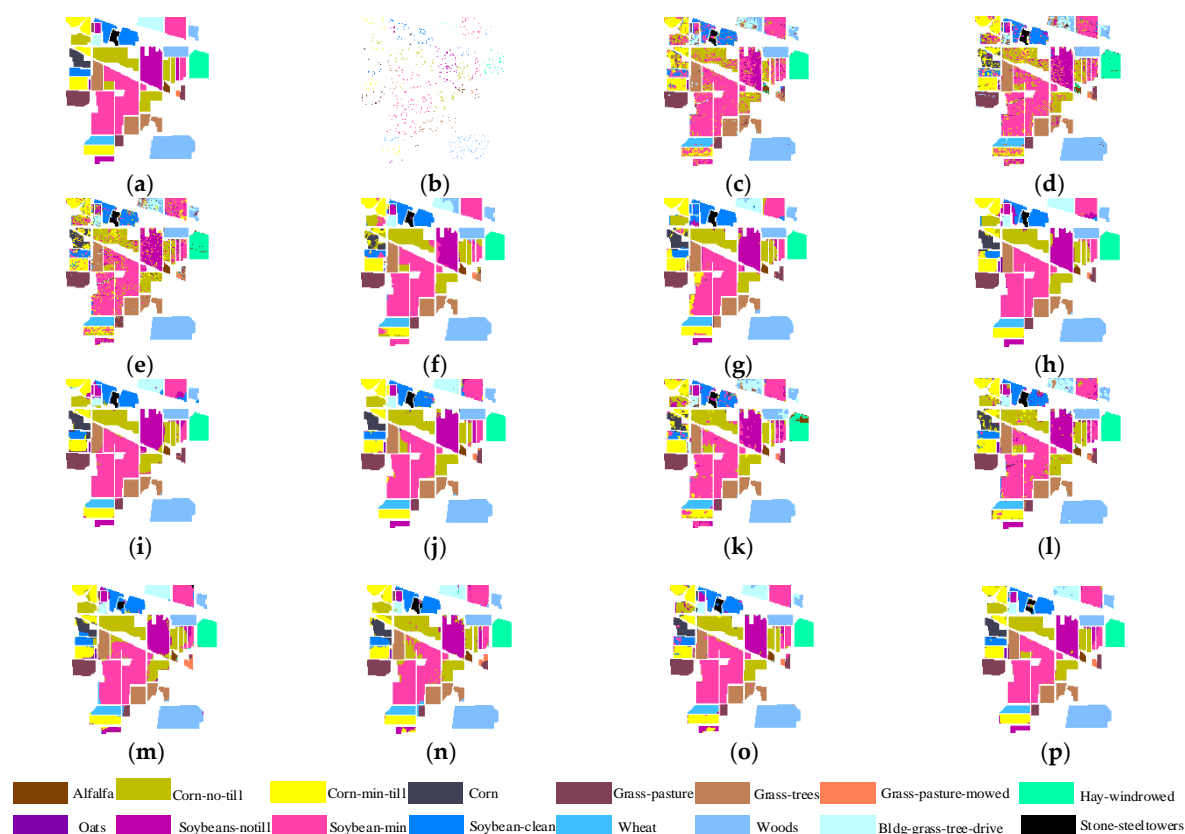 (a) (b) (c) (d)
(e) (f) (g) (h)
(i) (j) (k) (l)
(m) (n) (o) (p)
Alfalfa Corn-no-till Corn-min-till Corn Grass-pasture Grass-trees Grass-pasture-mowed Hay-windrowed
Oats Soybeans-notill Soybean-min Soybean-clean Wheat Woods Bldg-grass-tree-drive Stone-steeltowers